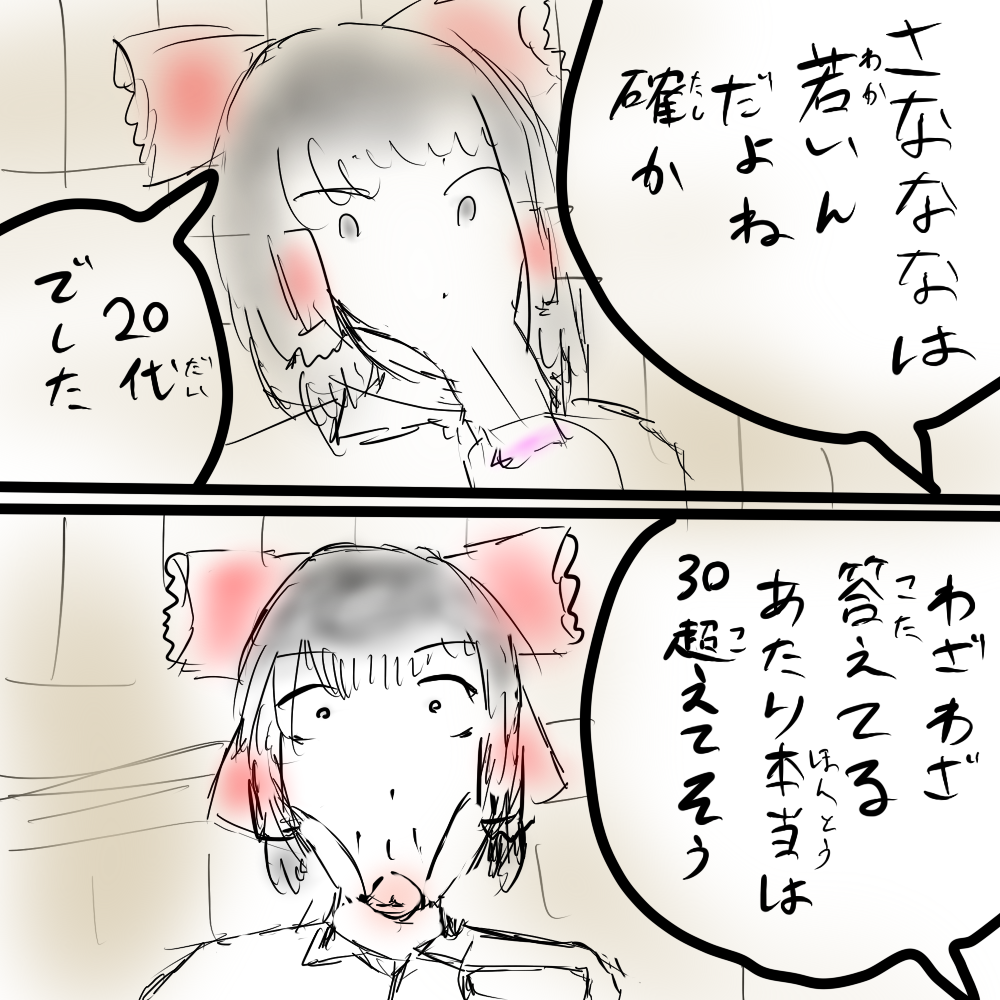 さなななは
若いん
だよね
確か
20代
でした
わざわざ
答えてる
あたり本当は
30超えてそう